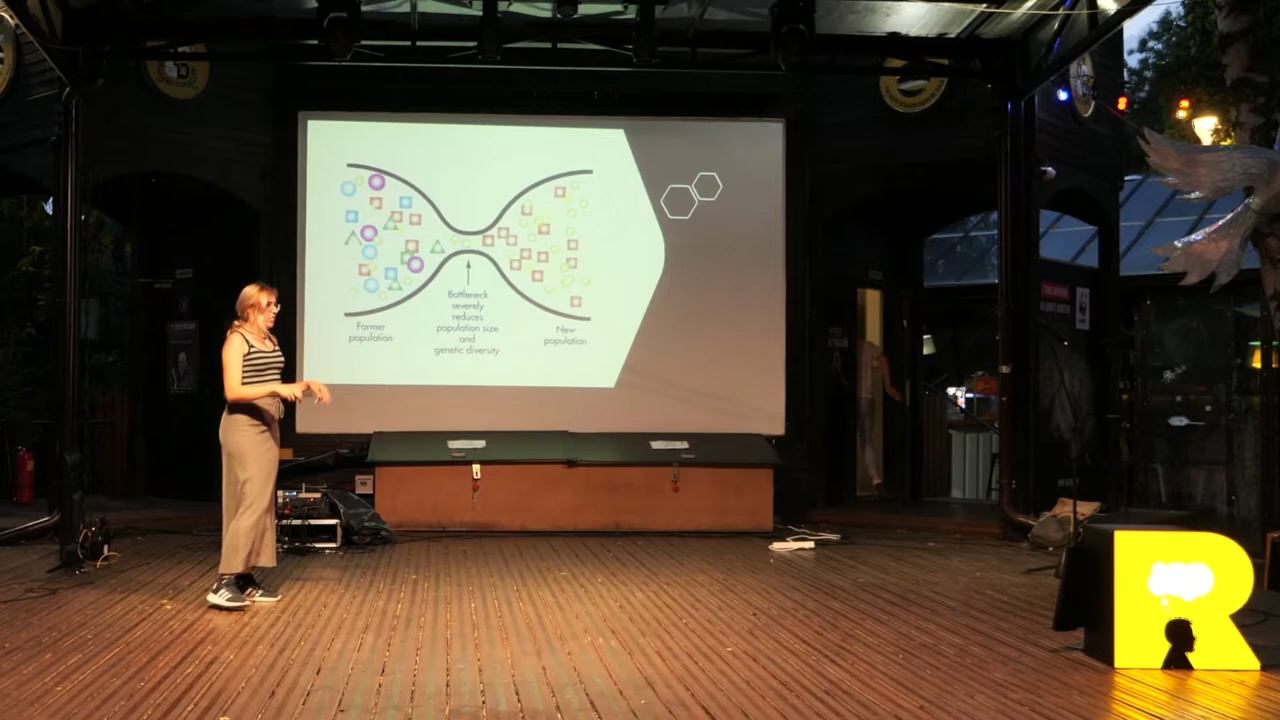 Bottleneck
severely
reduces
population size
and
genetic diversity
Former
population
New
population
R